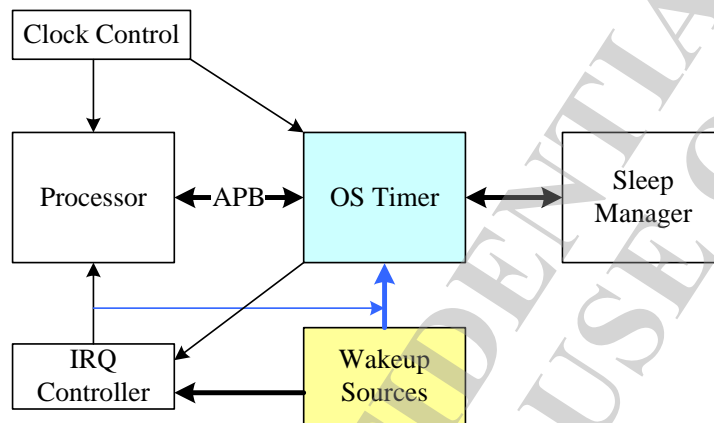 Clock Control
Processor
APB
OS Timer
Sleep
Manager
IRQ
Controller
Wakeup
Sources